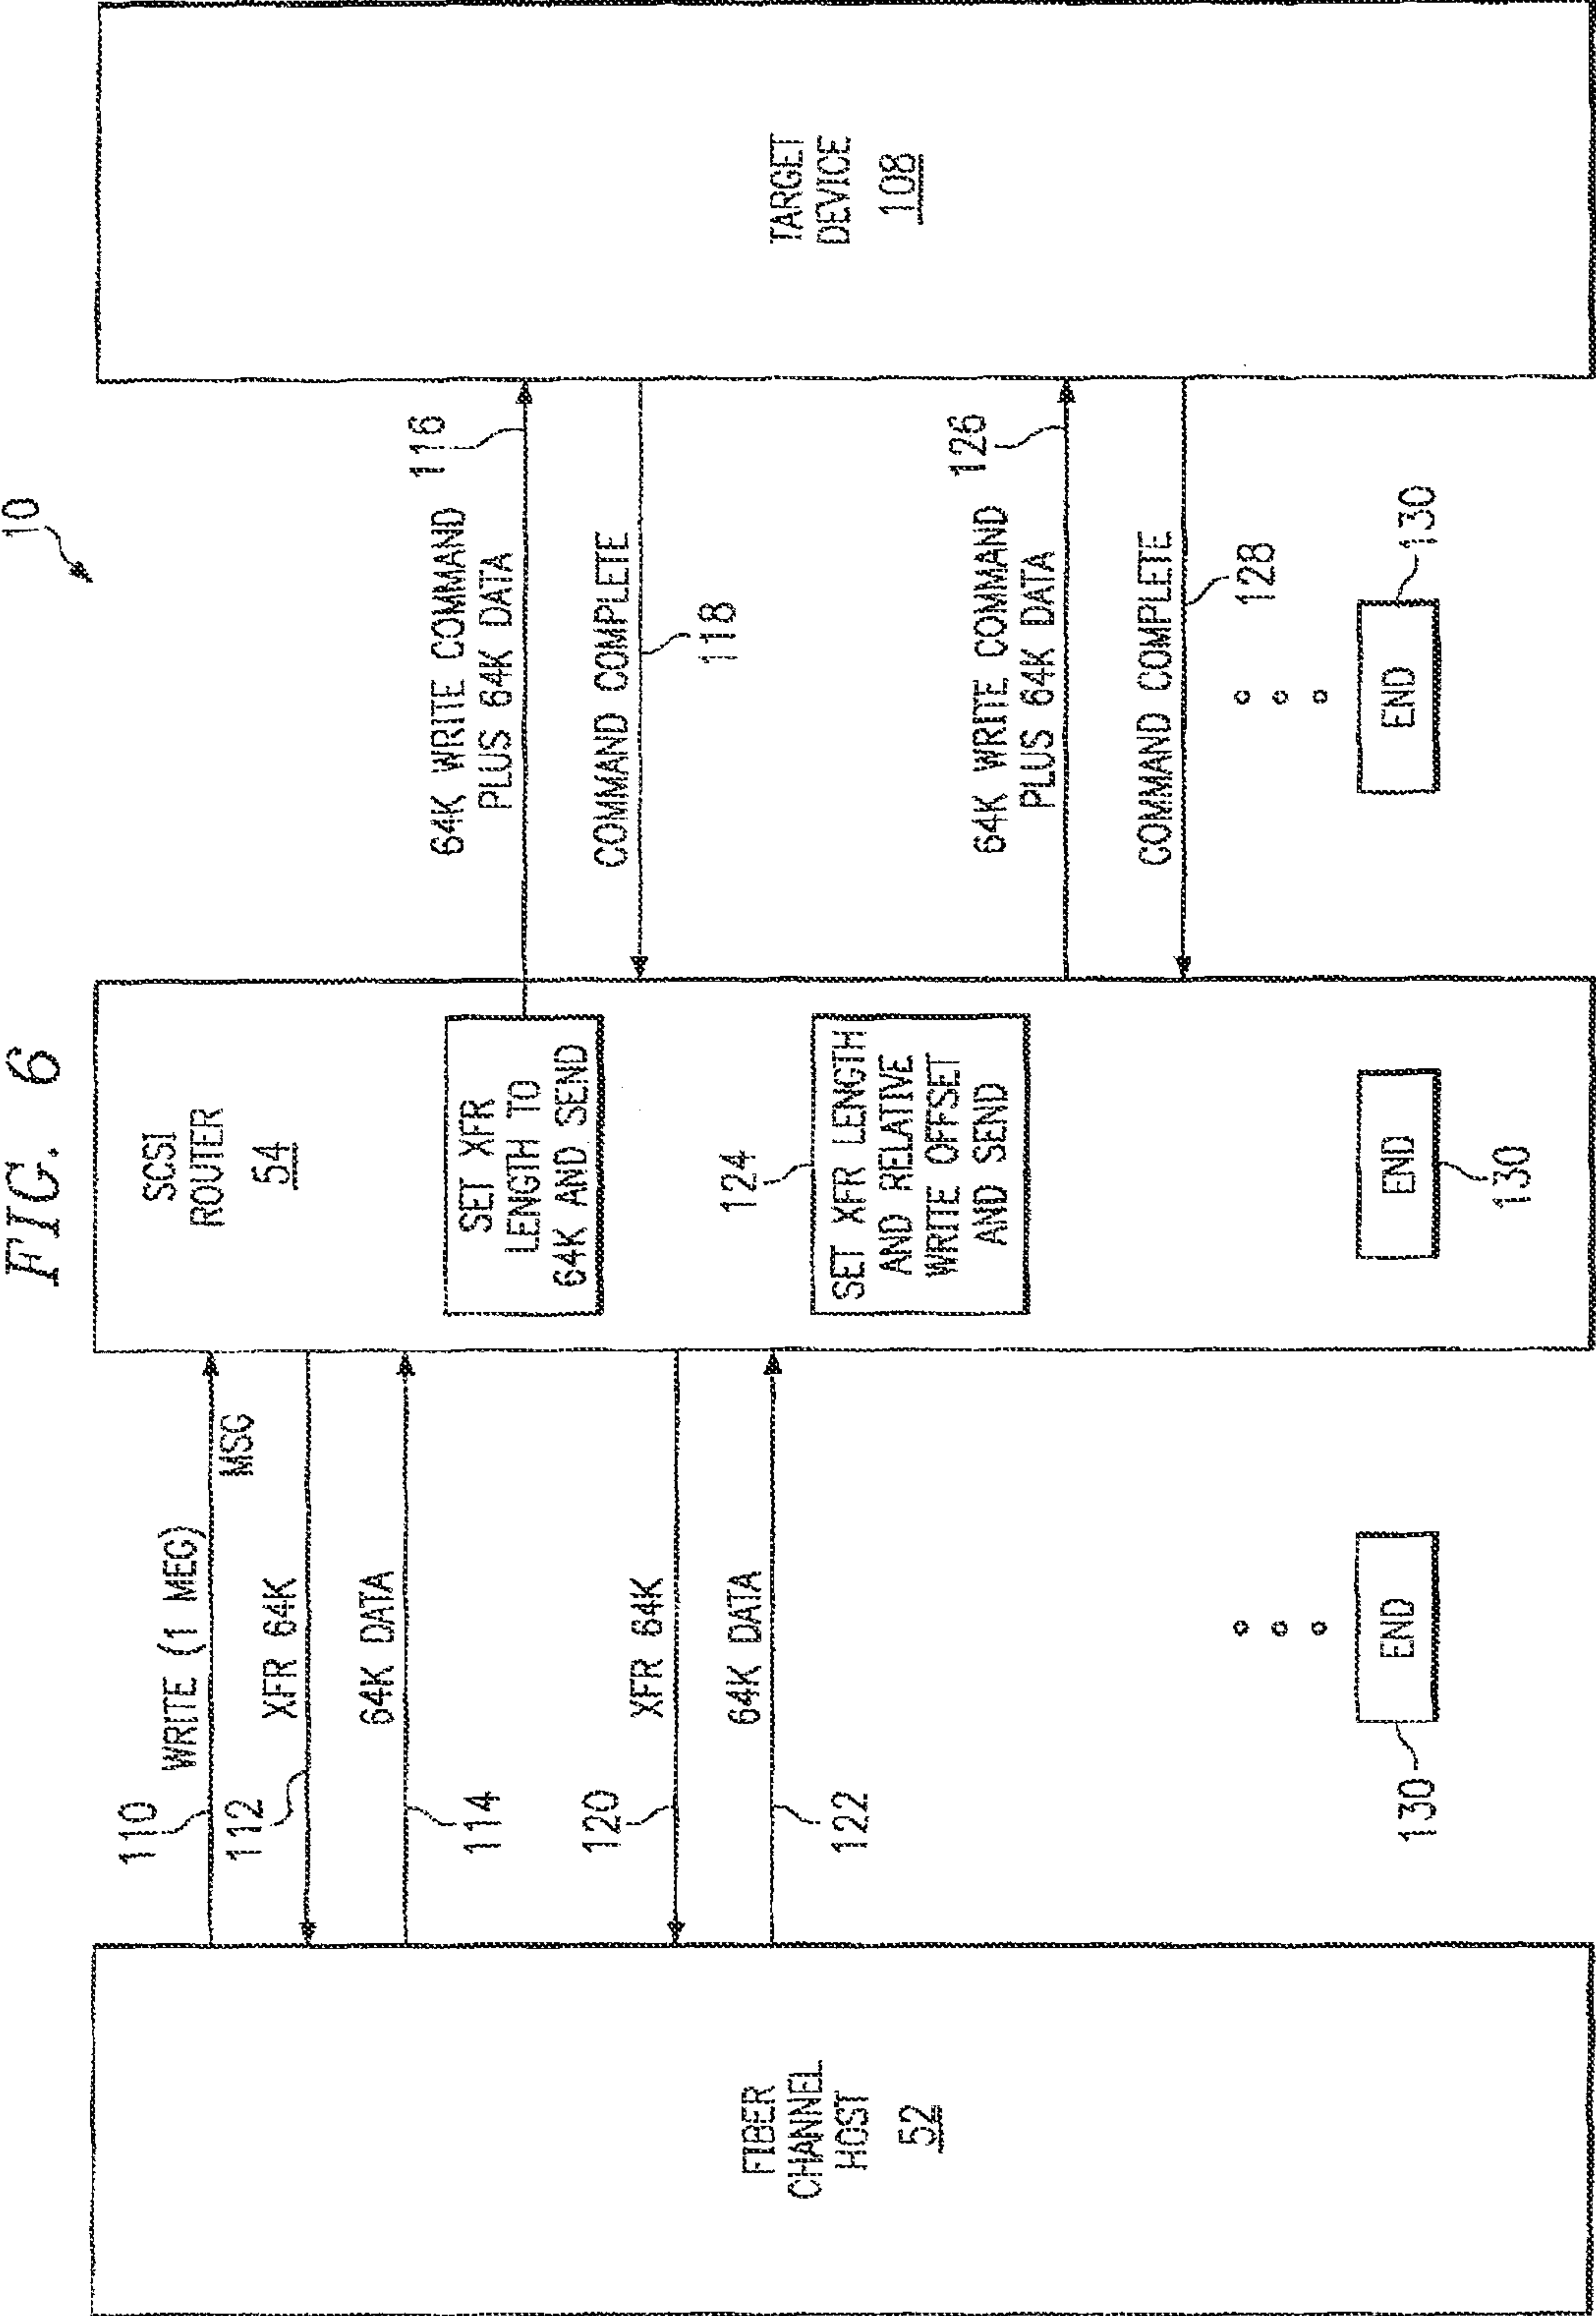 FIG. 6
10
FIBER
CHANNEL
HOST
52
110
WRITE (1 MEG)
MSG
112
XFR 64K
64K DATA
114
120
XFR 64K
64K DATA
122
END
130
SCSI
ROUTER
54
SET XFR
LENGTH TO
64K AND SEND
124
SET XFR LENGTH
AND RELATIVE
WRITE OFFSET
AND SEND
END
130
64K WRITE COMMAND
PLUS 64K DATA
116
COMMAND COMPLETE
118
64K WRITE COMMAND
PLUS 64K DATA
126
COMMAND COMPLETE
128
END
130
TARGET
DEVICE
108